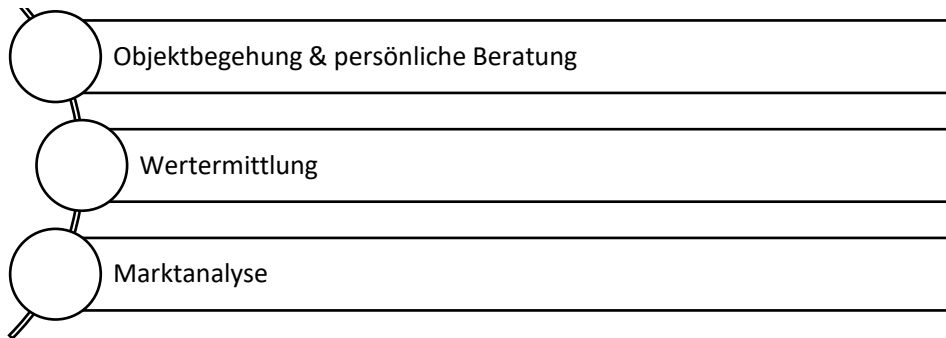 Objektbegehung & persönliche Beratung
Wertermittlung
Marktanalyse